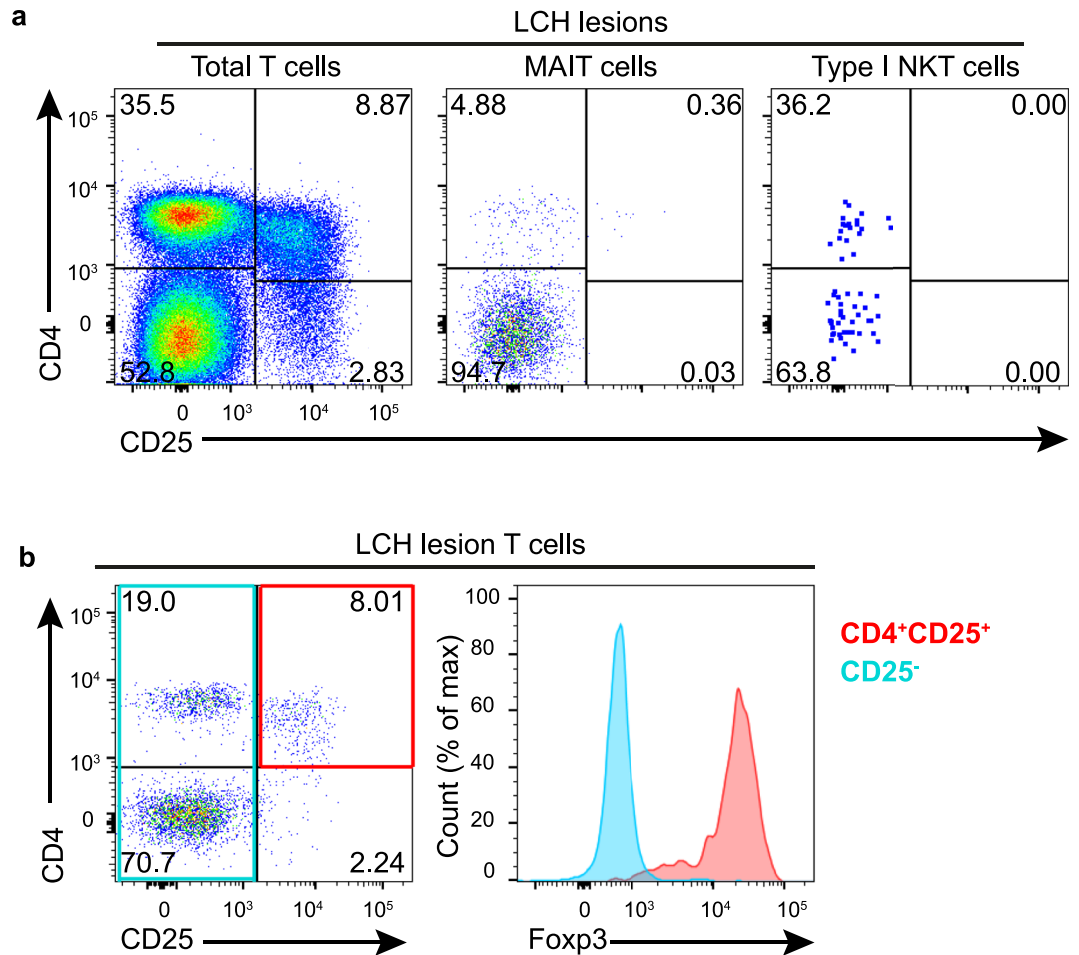 a
LCH lesions
Total T cells
MAIT cells
Type I NKT cells
35.5 8.87
52.8 2.83
4.88 0.36
94.7 0.03
36.2 0.00
63.8 0.00
10⁵
10⁴
10³
0
CD4
0 10³ 10⁴ 10⁵
CD25
b
LCH lesion T cells
19.0 8.01
70.7 2.24
10⁵
10⁴
10³
0
CD4
0 10³ 10⁴ 10⁵
CD25
Count (% of max)
100
80
60
40
20
0
0 10³ 10⁴ 10⁵
Foxp3
CD4⁺CD25⁺
CD25⁻